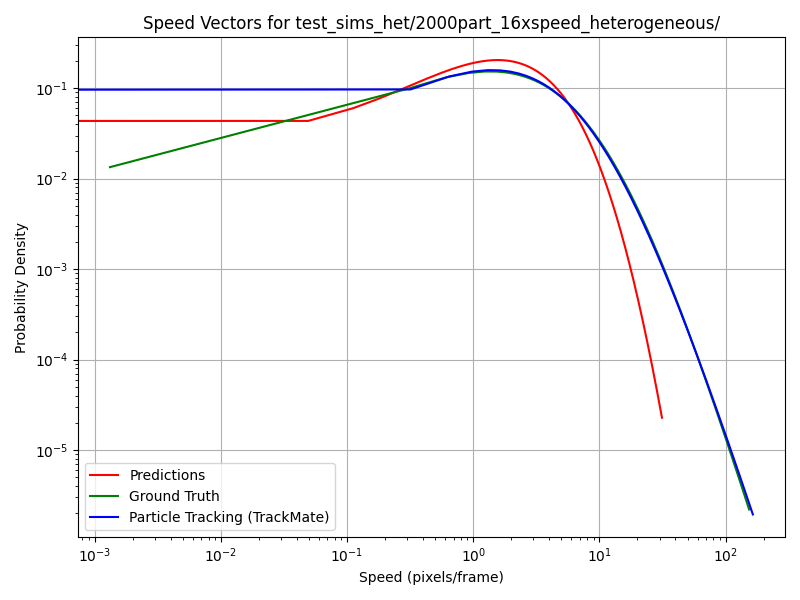 Speed Vectors for test_sims_het/2000part_16xspeed_heterogeneous/
Probability Density
10⁻¹
10⁻²
10⁻³
10⁻⁴
10⁻⁵
Predictions
Ground Truth
Particle Tracking (TrackMate)
10⁻³ 10⁻² 10⁻¹ 10⁰ 10¹ 10²
Speed (pixels/frame)